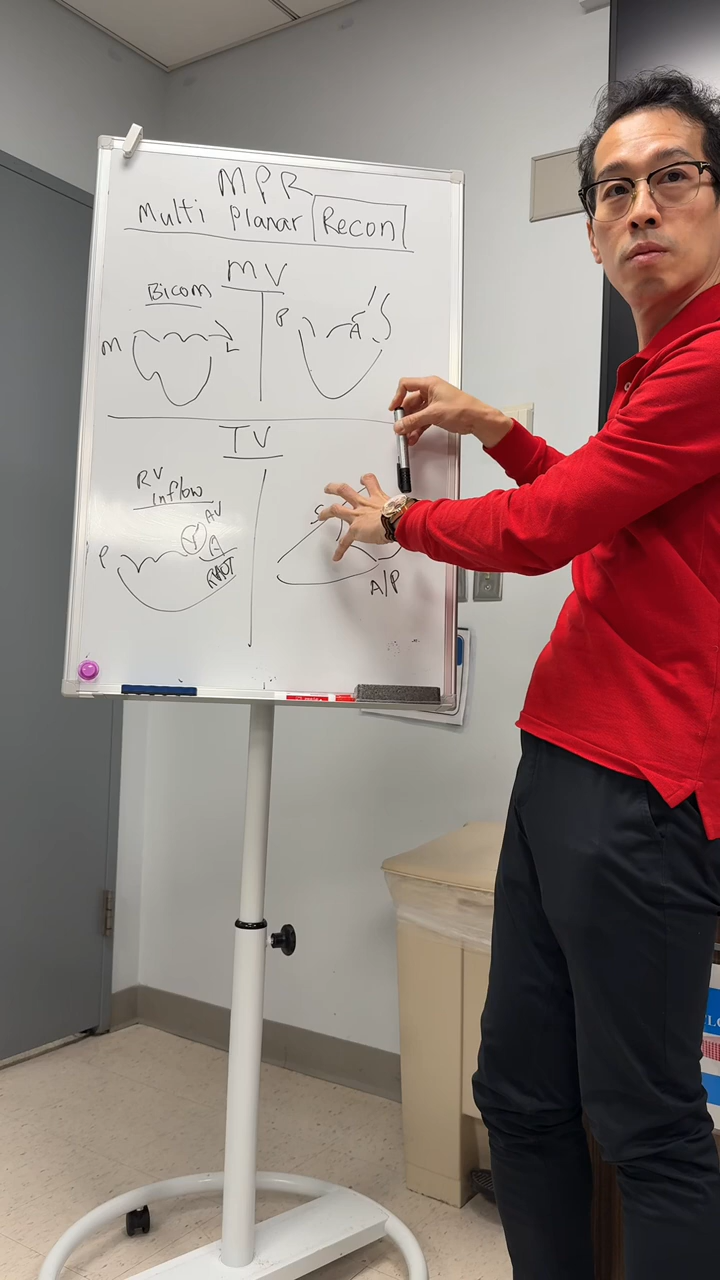 MPR
Multi Planar Recon
MV
Bicom
M
L
P
A
TV
RV
inflow
AV
P
A
RVOT
S
A/P